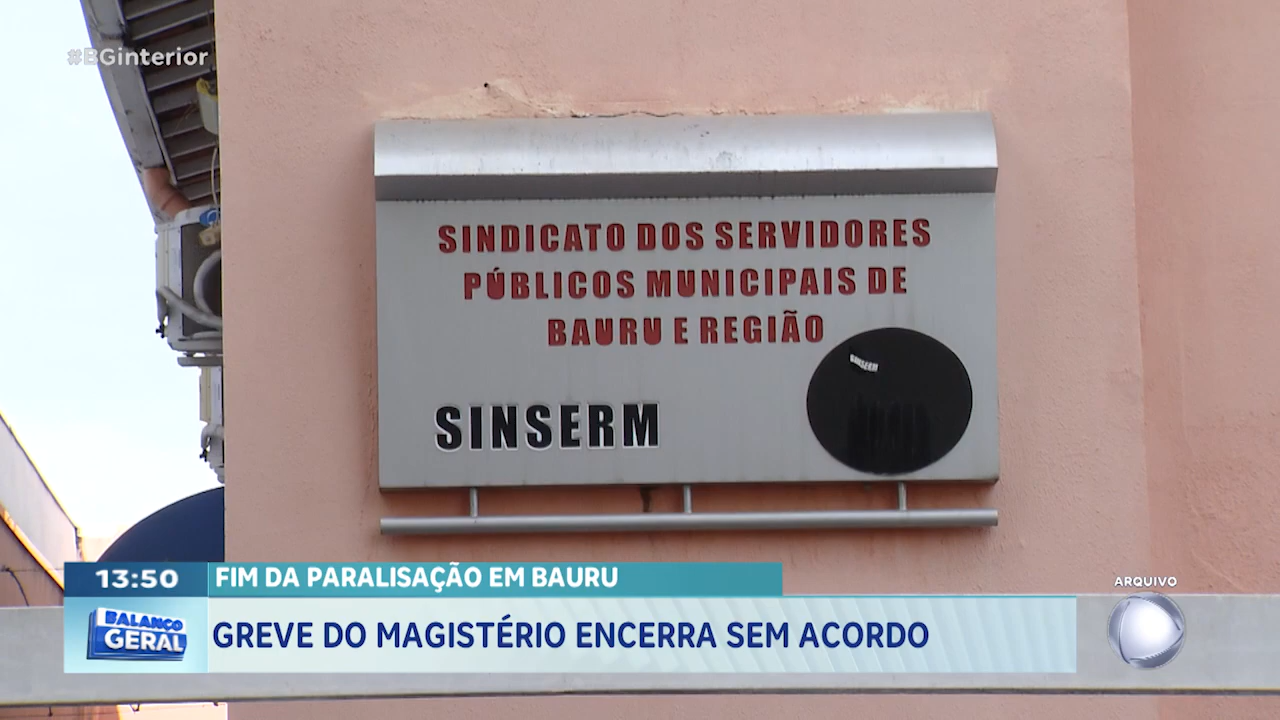 #BGinterior
SINDICATO DOS SERVIDORES
PÚBLICOS MUNICIPAIS DE
BAURU E REGIÃO
SINSERM
SINSERM
13:50
FIM DA PARALISAÇÃO EM BAURU
ARQUIVO
BALANÇO
GERAL
GREVE DO MAGISTÉRIO ENCERRA SEM ACORDO